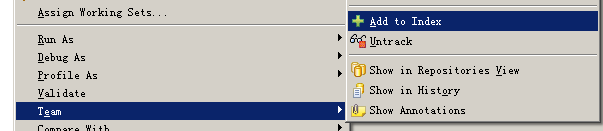 Assign Working Sets...
Run As
Debug As
Profile As
Validate
Team
Compare With
Add to Index
Untrack
Show in Repositories View
Show in History
Show Annotations